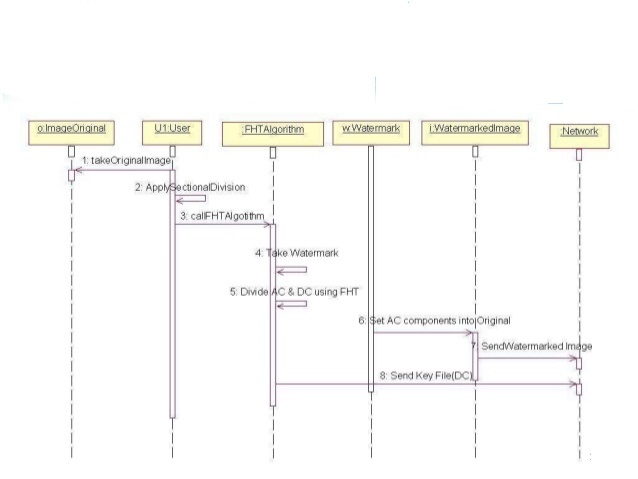 o:ImageOriginal
U1:User
:FHTAlgorithm
w:Watermark
i:WatermarkedImage
:Network
1: takeOriginalImage
2: ApplySectionalDivision
3: callFHTAlgotithm
4: Take Watermark
5: Divide AC & DC using FHT
6: Set AC components into Original
7: SendWatermarked Image
8: Send Key File(DC)